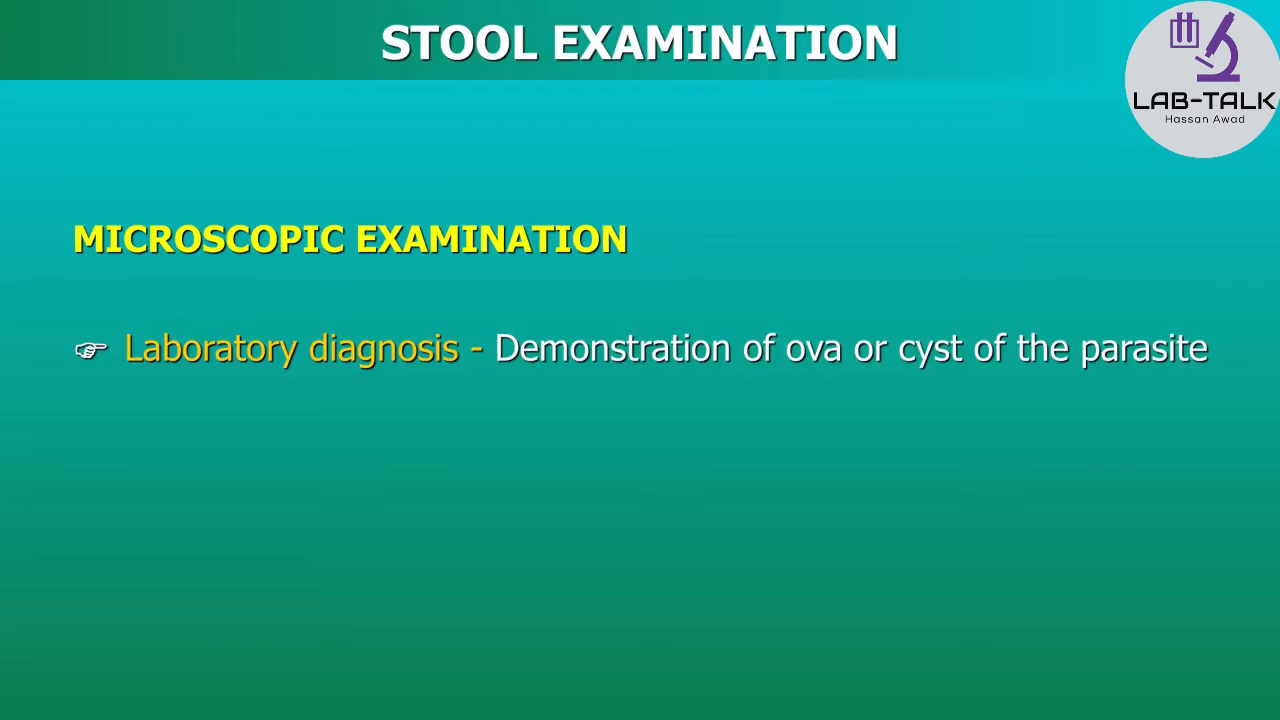 STOOL EXAMINATION
LAB-TALK
Hassan Awad
MICROSCOPIC EXAMINATION
☞ Laboratory diagnosis - Demonstration of ova or cyst of the parasite